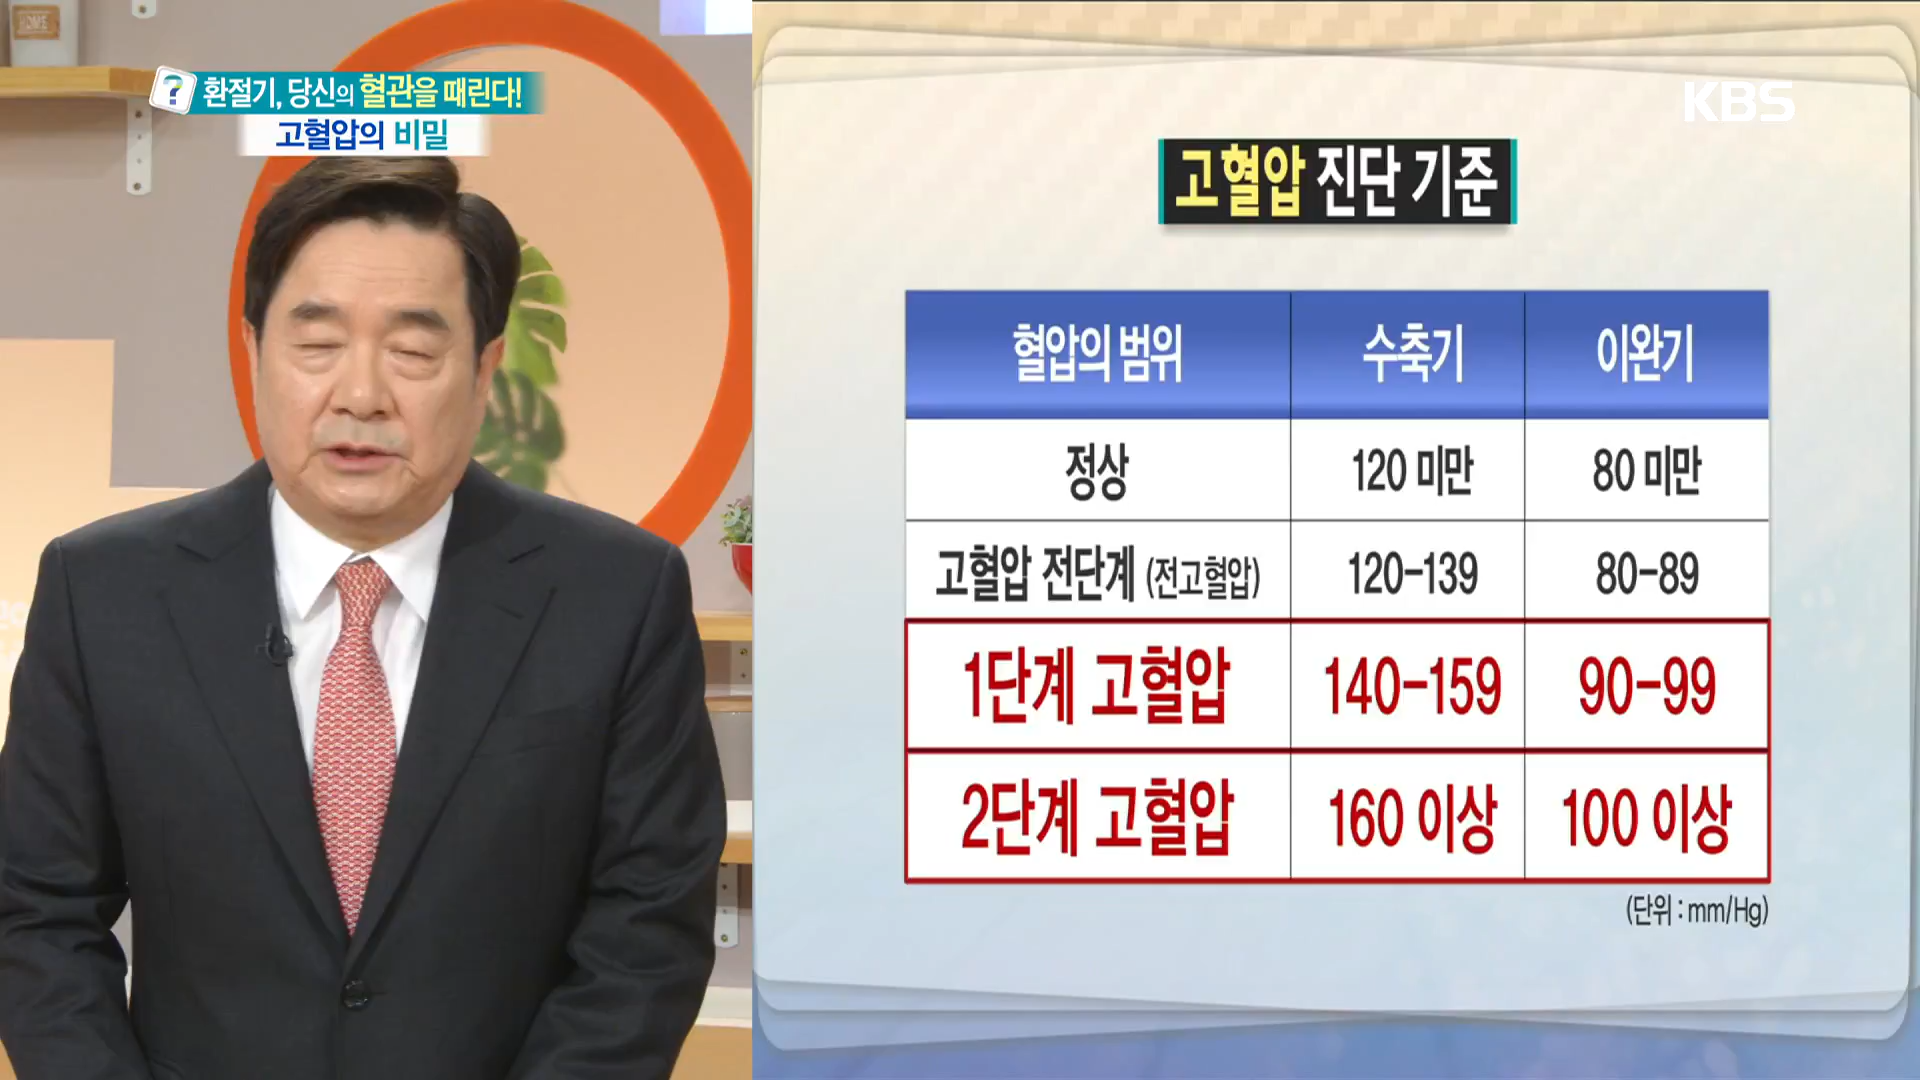 HOME
환절기, 당신의 혈관을 때린다!
고혈압의 비밀
KBS
고혈압 진단 기준
혈압의 범위 수축기 이완기
정상 120 미만 80 미만
고혈압 전단계 (전고혈압) 120-139 80-89
1단계 고혈압 140-159 90-99
2단계 고혈압 160 이상 100 이상
(단위 : mm/Hg)